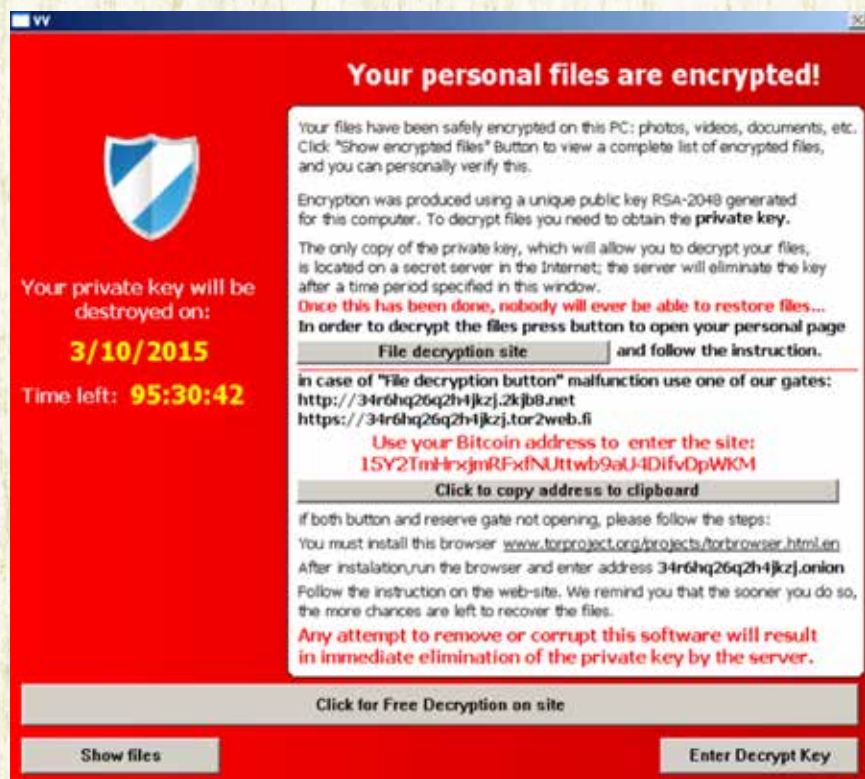 VV
Your personal files are encrypted!
Your files have been safely encrypted on this PC: photos, videos, documents, etc.
Click "Show encrypted files" Button to view a complete list of encrypted files,
and you can personally verify this.
Encryption was produced using a unique public key RSA-2048 generated
for this computer. To decrypt files you need to obtain the private key.
The only copy of the private key, which will allow you to decrypt your files,
is located on a secret server in the Internet; the server will eliminate the key
after a time period specified in this window.
Once this has been done, nobody will ever be able to restore files...
In order to decrypt the files press button to open your personal page
File decryption site and follow the instruction.
in case of "File decryption button" malfunction use one of our gates:
http://34r6hq26q2h4jkzj.2kjb8.net
https://34r6hq26q2h4jkzj.tor2web.fi
Use your Bitcoin address to enter the site:
15Y2TmHrxjmRFxfNUttwb9aU4DifvDpWKM
Click to copy address to clipboard
if both button and reserve gate not opening, please follow the steps:
You must install this browser www.torproject.org/projects/torbrowser.html.en
After instalation,run the browser and enter address 34r6hq26q2h4jkzj.onion
Follow the instruction on the web-site. We remind you that the sooner you do so,
the more chances are left to recover the files.
Any attempt to remove or corrupt this software will result
in immediate elimination of the private key by the server.
Your private key will be
destroyed on:
3/10/2015
Time left: 95:30:42
Click for Free Decryption on site
Show files
Enter Decrypt Key